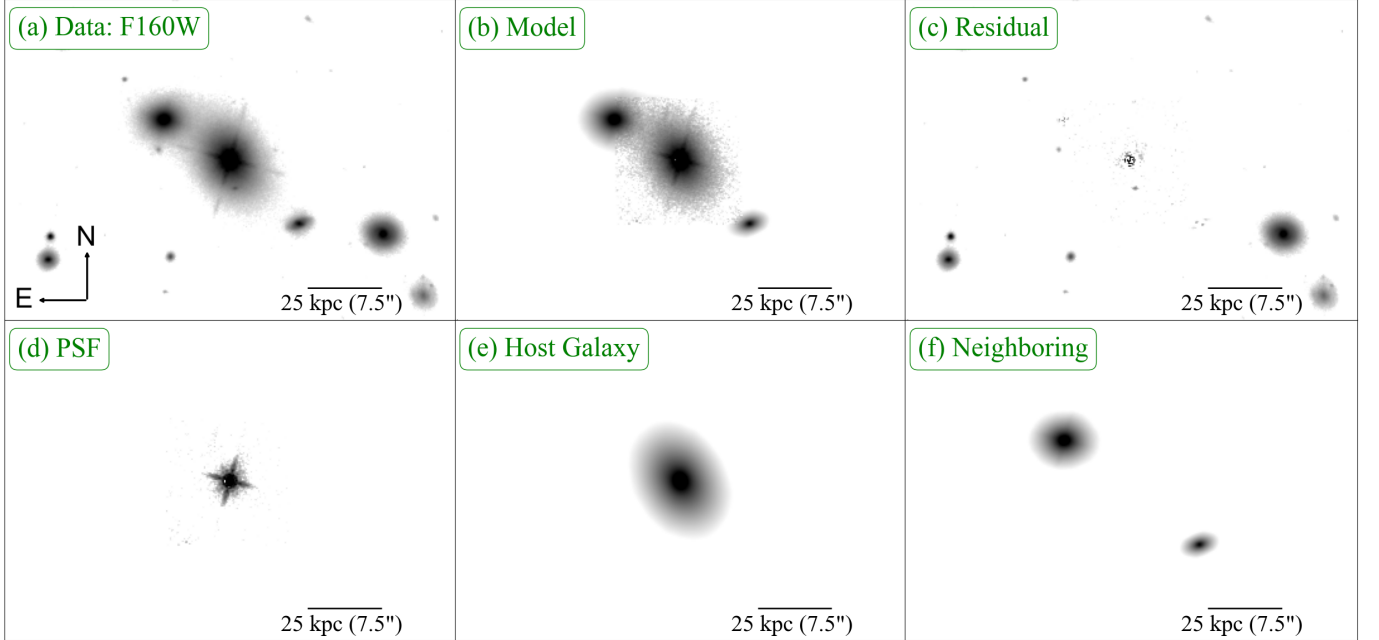 (a) Data: F160W
(b) Model
(c) Residual
N
E
25 kpc (7.5")
25 kpc (7.5")
25 kpc (7.5")
(d) PSF
(e) Host Galaxy
(f) Neighboring
25 kpc (7.5")
25 kpc (7.5")
25 kpc (7.5")